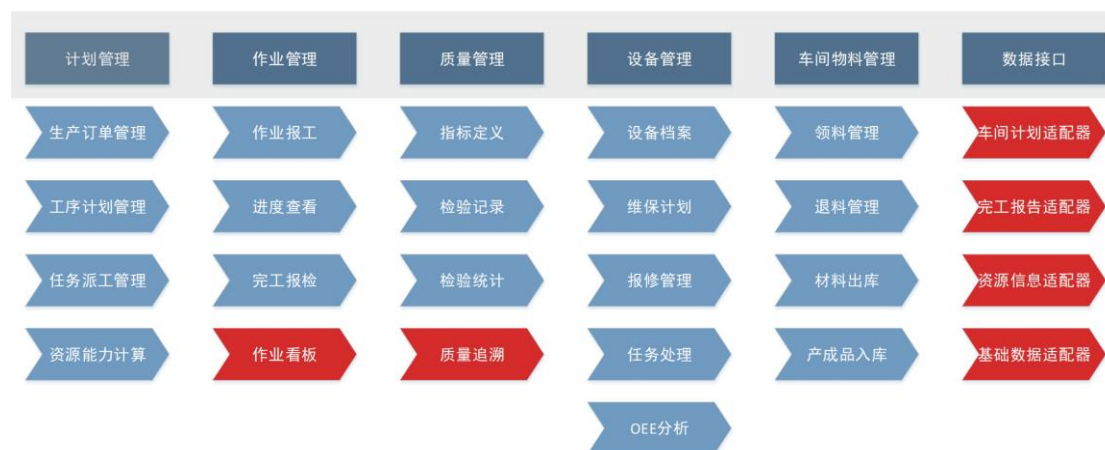 计划管理
作业管理
质量管理
设备管理
车间物料管理
数据接口
生产订单管理
作业报工
指标定义
设备档案
领料管理
车间计划适配器
工序计划管理
进度查看
检验记录
维保计划
退料管理
完工报告适配器
任务派工管理
完工报检
检验统计
报修管理
材料出库
资源信息适配器
资源能力计算
作业看板
质量追溯
任务处理
产成品入库
基础数据适配器
OEE分析